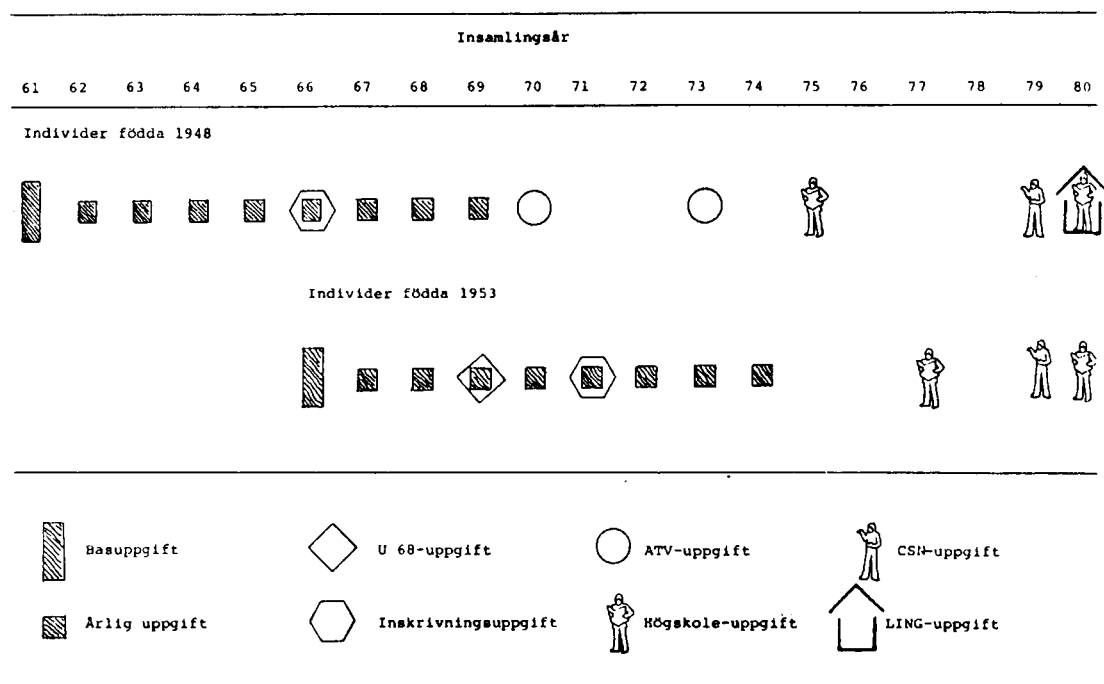 Insamlingsår
61 62 63 64 65 66 67 68 69 70 71 72 73 74 75 76 77 78 79 80
Individer födda 1948
Individer födda 1953
Basuppgift U 68-uppgift ATV-uppgift CSN-uppgift
Årlig uppgift Inskrivningsuppgift Högskole-uppgift LING-uppgift